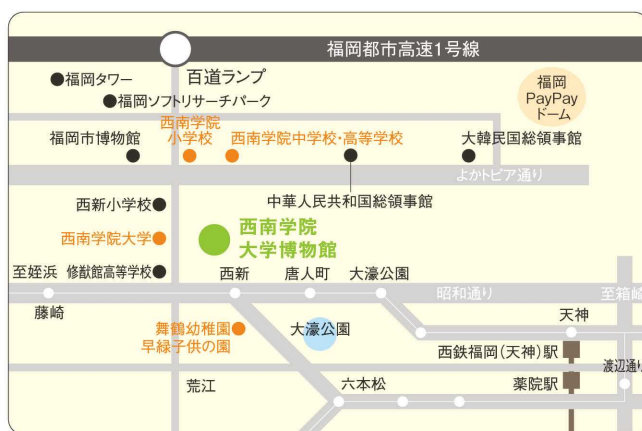 福岡都市高速1号線
福岡タワー
百道ランプ
福岡
PayPay
ドーム
福岡ソフトリサーチパーク
西南学院
小学校
福岡市博物館
西南学院中学校・高等学校
大韓民国総領事館
よかトピア通り
中華人民共和国総領事館
西新小学校
西南学院大学
西南学院
大学博物館
至姪浜
修猷館高等学校
西新
唐人町
大濠公園
昭和通り
至箱崎
藤崎
舞鶴幼稚園
早緑子供の園
大濠公園
天神
西鉄福岡(天神)駅
渡辺通り
荒江
六本松
薬院駅